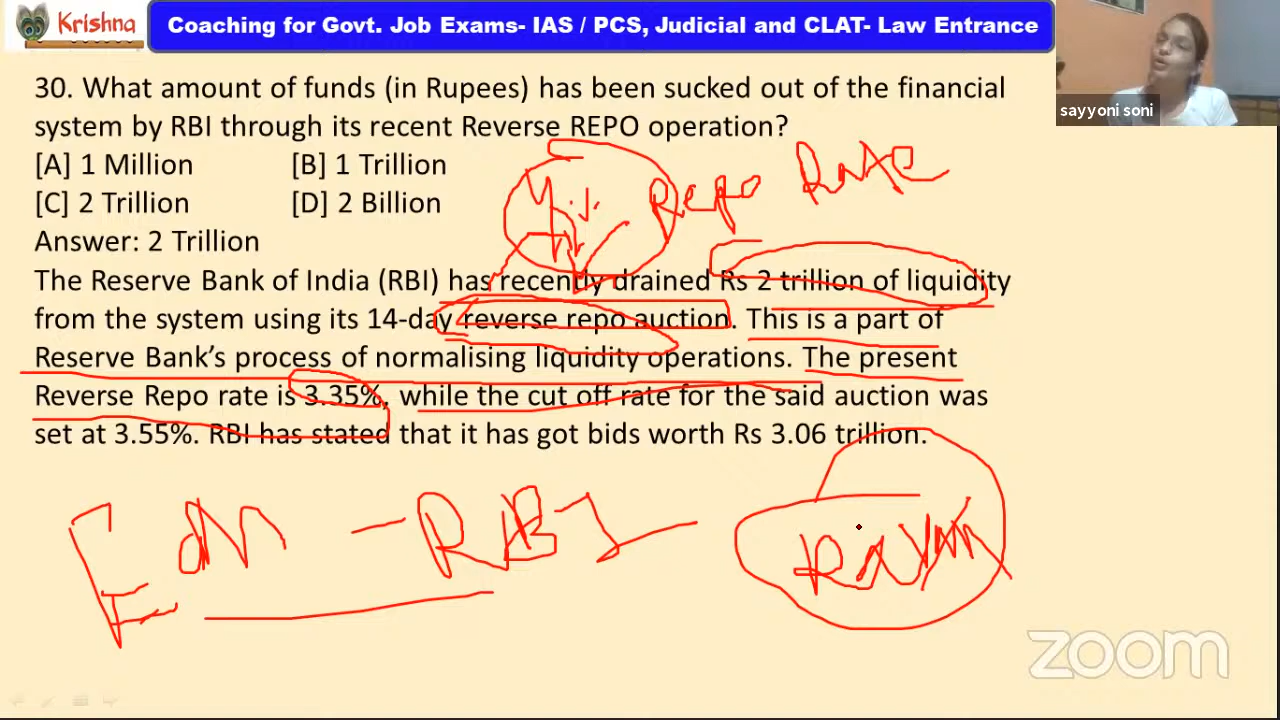 Krishna
Coaching for Govt. Job Exams- IAS / PCS, Judicial and CLAT- Law Entrance
sayyoni soni
30. What amount of funds (in Rupees) has been sucked out of the financial
system by RBI through its recent Reverse REPO operation?
[A] 1 Million [B] 1 Trillion
[C] 2 Trillion [D] 2 Billion
4% Repo Rate
Answer: 2 Trillion
The Reserve Bank of India (RBI) has recently drained Rs 2 trillion of liquidity
from the system using its 14-day reverse repo auction. This is a part of
Reserve Bank’s process of normalising liquidity operations. The present
Reverse Repo rate is 3.35%, while the cut off rate for the said auction was
set at 3.55%. RBI has stated that it has got bids worth Rs 3.06 trillion.
RBI
zoom